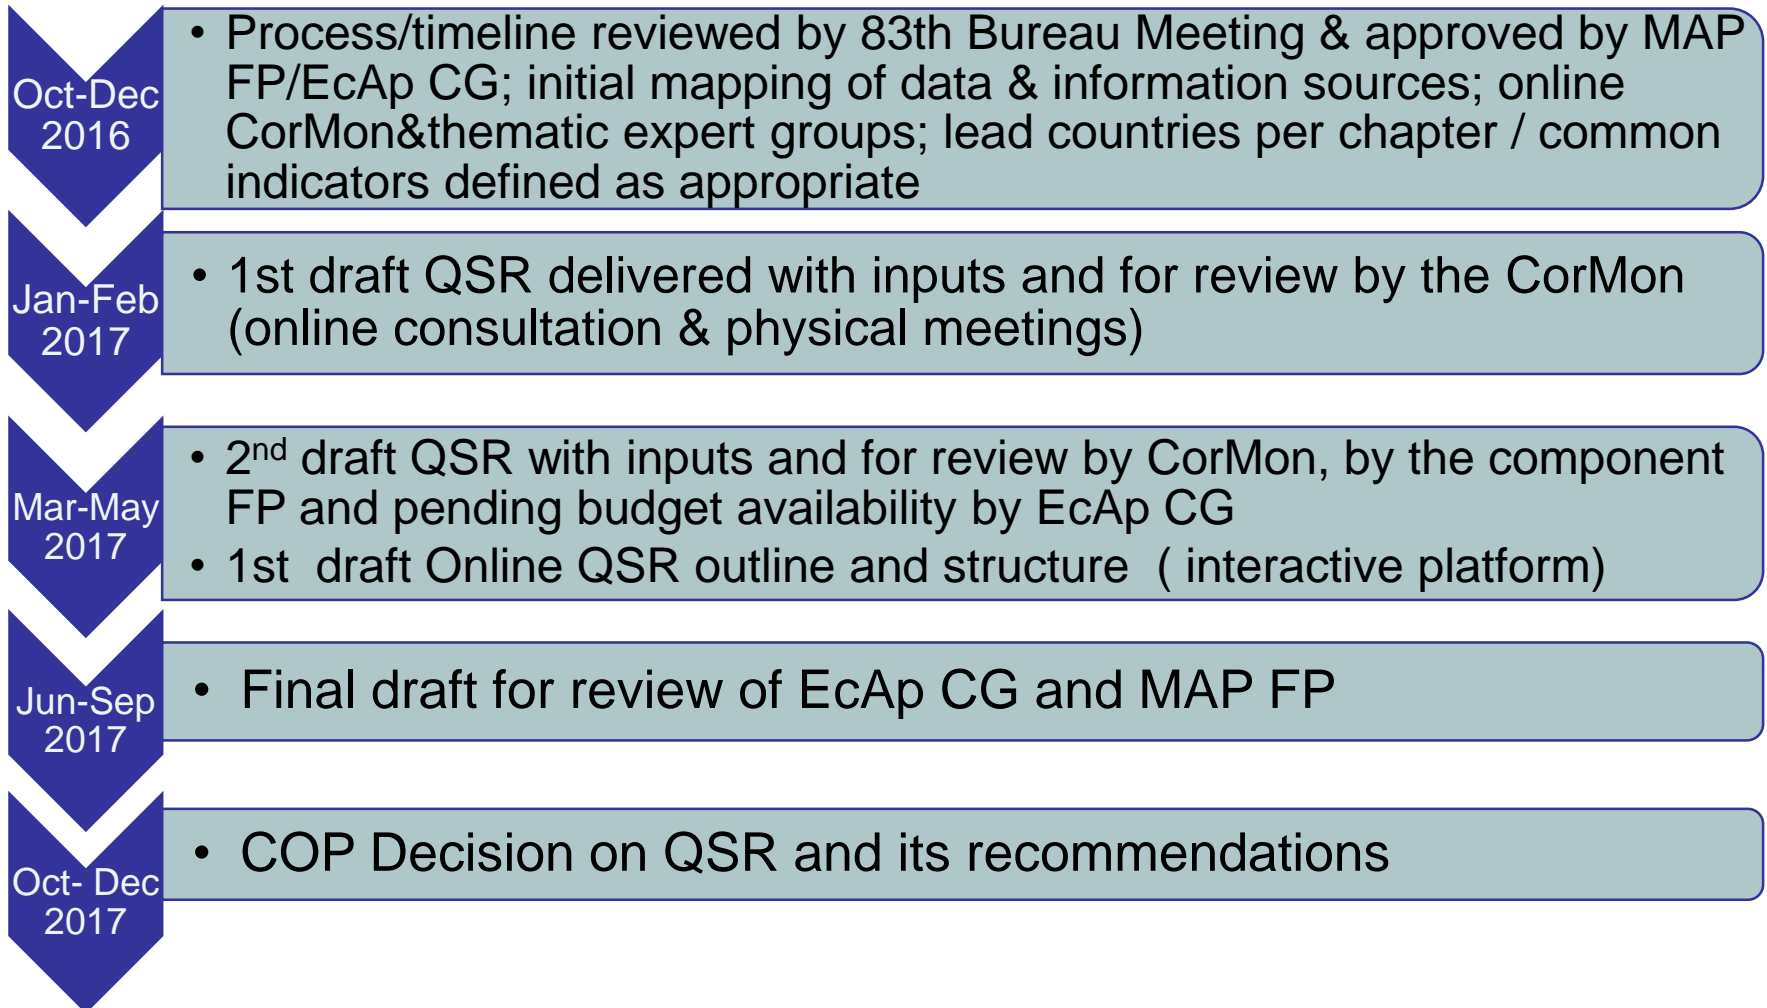 Oct-Dec
2016
• Process/timeline reviewed by 83th Bureau Meeting & approved by MAP
FP/EcAp CG; initial mapping of data & information sources; online
CorMon&thematic expert groups; lead countries per chapter / common
indicators defined as appropriate
Jan-Feb
2017
• 1st draft QSR delivered with inputs and for review by the CorMon
(online consultation & physical meetings)
Mar-May
2017
• 2nd draft QSR with inputs and for review by CorMon, by the component
FP and pending budget availability by EcAp CG
• 1st draft Online QSR outline and structure ( interactive platform)
Jun-Sep
2017
• Final draft for review of EcAp CG and MAP FP
Oct- Dec
2017
• COP Decision on QSR and its recommendations